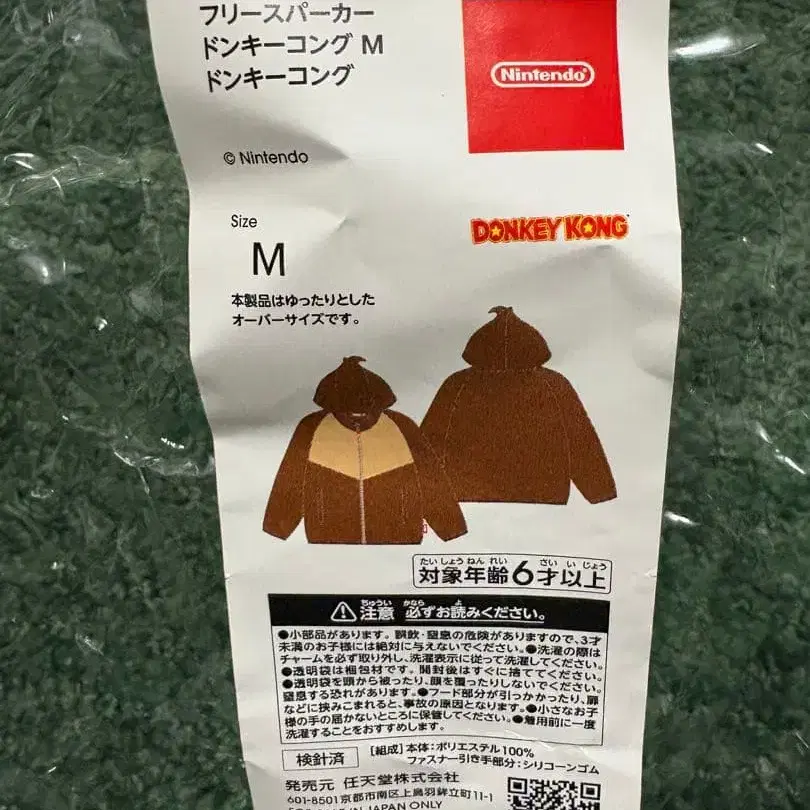 フリースパーカー
ドンキーコング M
ドンキーコング
Nintendo
© Nintendo
Size
M
DONKEY KONG
本製品はゆったりとした
オーバーサイズです。
たいしょうねんれい さいいじょう
対象年齢6才以上
ちゅうい かなら よ
注意 必ずお読みください。
●小部品があります。誤飲・窒息の危険がありますので、3才
未満のお子様には絶対に与えないでください。●洗濯の際は
チャームを必ず取り外し、洗濯表示に従って洗濯してください。
●透明袋は梱包材です。開封後はすぐに捨ててください。
●透明袋を頭から被ったり、顔を覆ったりしないでください。
窒息する恐れがあります。●フード部分が引っかかったり、扉
などに挟みこまれると、事故の原因となります。●小さなお子
様の手の届かないところに保管してください。●着用前に一度
洗濯することをおすすめします。
検針済
【組成】本体：ポリエステル100%
ファスナー引き手部分：シリコーンゴム
発売元 任天堂株式会社
601-8501京都市南区上鳥羽鉾立町11-1
IN JAPAN ONLY